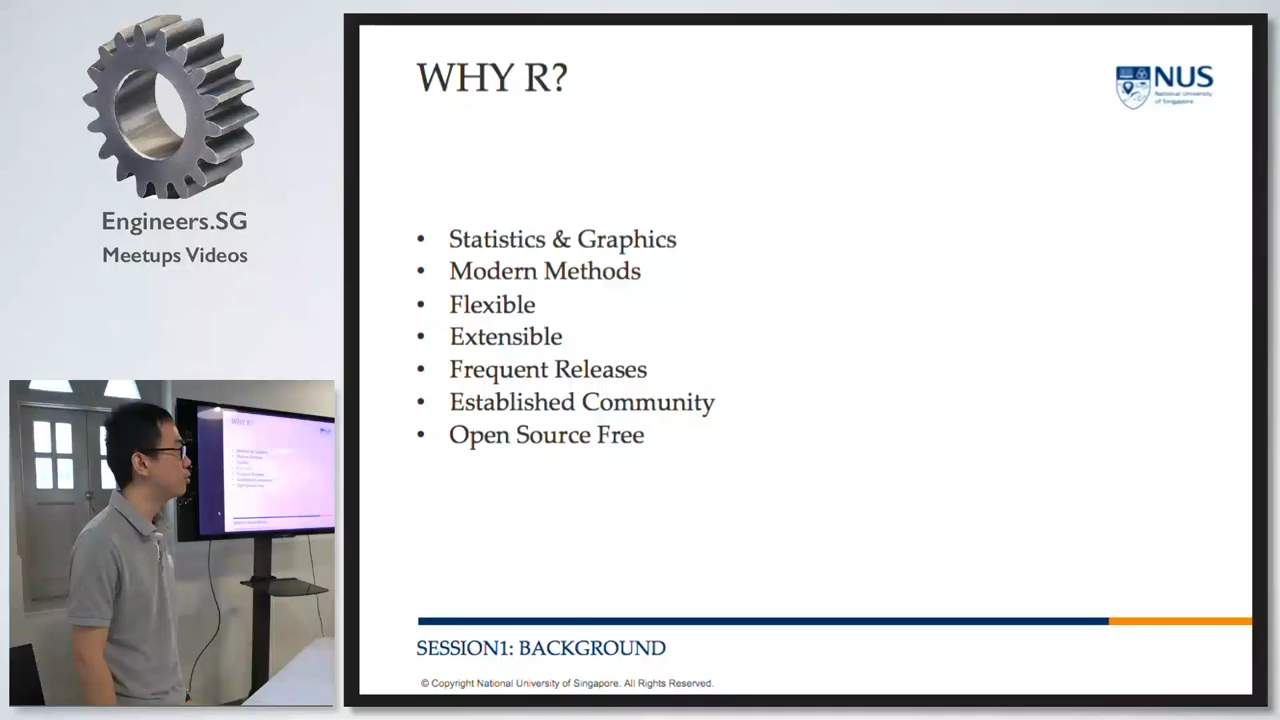 Engineers.SG
Meetups Videos
WHY R?
NUS
National University
of Singapore
• Statistics & Graphics
• Modern Methods
• Flexible
• Extensible
• Frequent Releases
• Established Community
• Open Source Free
SESSION1: BACKGROUND
© Copyright National University of Singapore. All Rights Reserved.
WHY R?